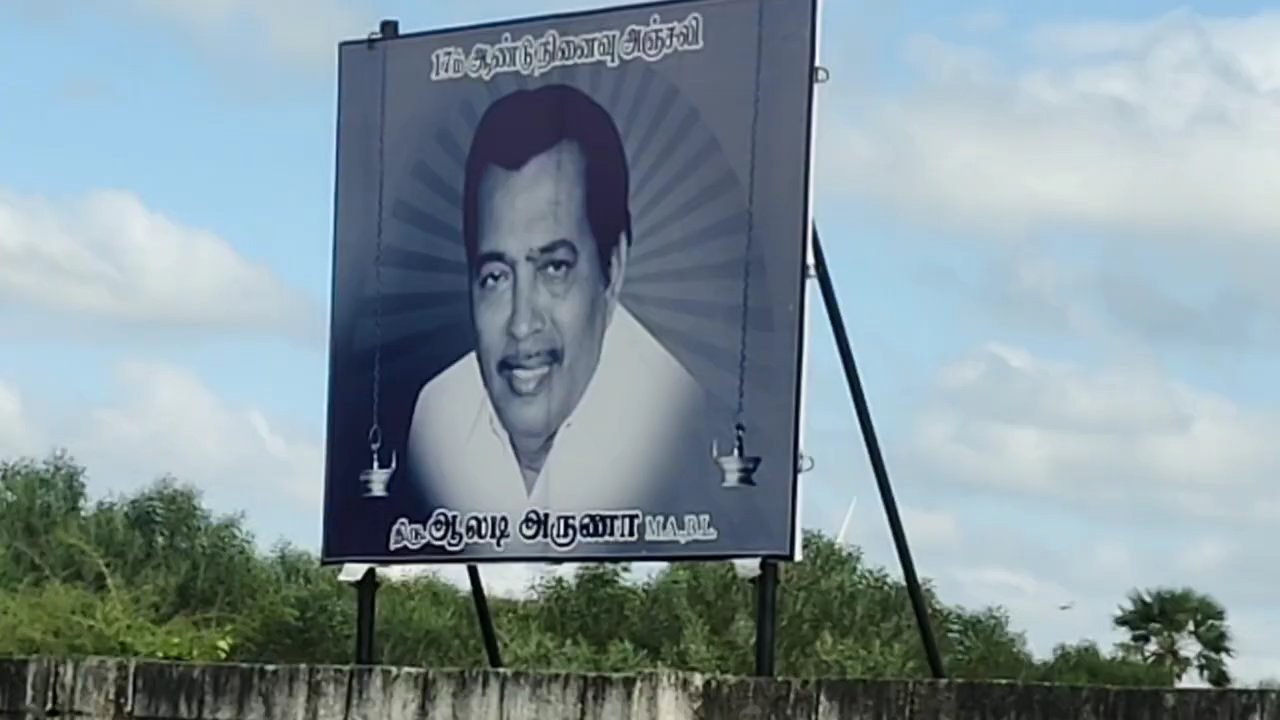 17ம் ஆண்டு நினைவு அஞ்சலி
திரு. ஆலடி அருணா M.A.,B.L.